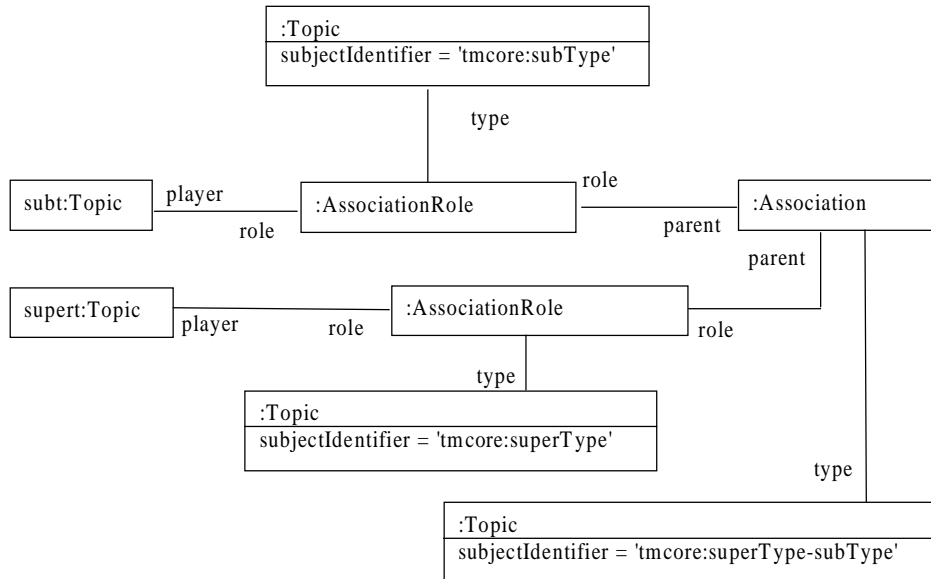 :Topic
subjectIdentifier = 'tmcore:subType'
type
subt:Topic
player
role
:AssociationRole
role
parent
:Association
parent
supert:Topic
player
role
:AssociationRole
role
type
:Topic
subjectIdentifier = 'tmcore:superType'
type
:Topic
subjectIdentifier = 'tmcore:superType-subType'